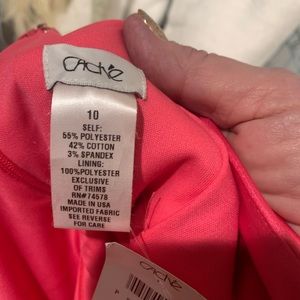 CACHE
10
SELF:
55% POLYESTER
42% COTTON
3% SPANDEX
LINING:
100%POLYESTER
EXCLUSIVE
OF TRIMS
RN#74578
MADE IN USA
IMPORTED FABRIC
SEE REVERSE
FOR CARE
CACHE